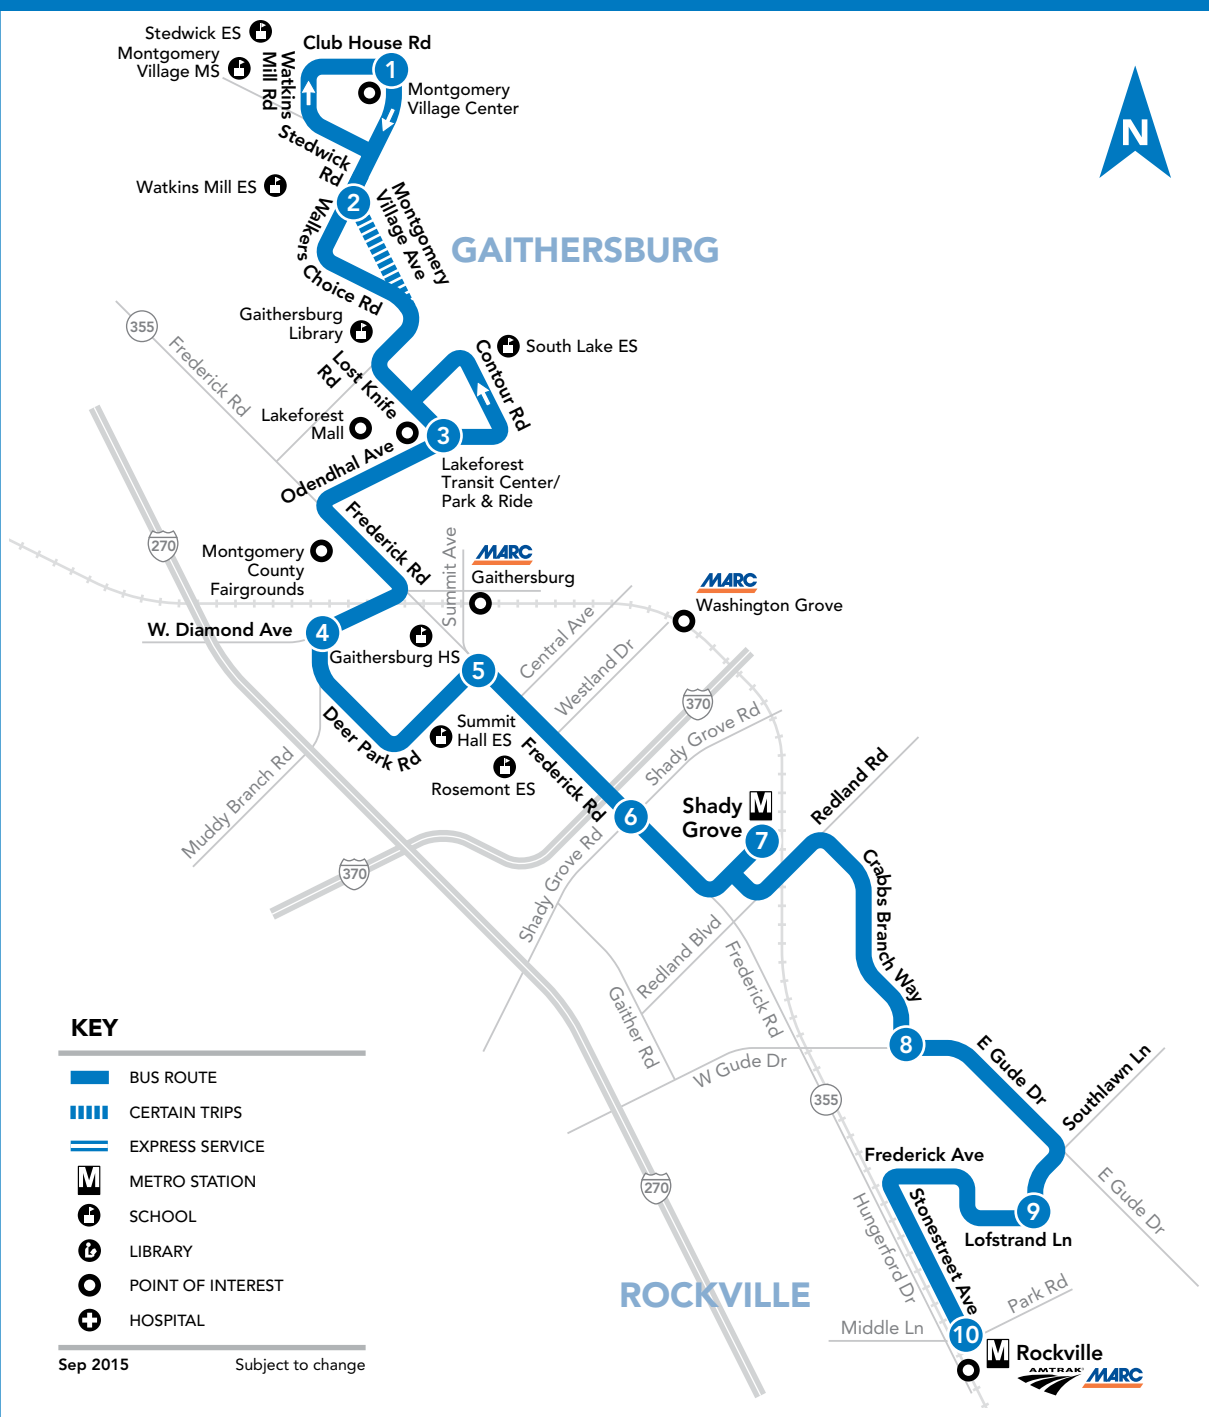 Stedwick ES
Montgomery
Village MS
Watkins
Mill Rd
Club House Rd
1
Montgomery
Village Center
N
Stedwick
Rd
Watkins Mill ES
2
Montgomery
Village Ave
Walkers
Choice Rd
GAITHERSBURG
Gaithersburg
Library
355
Frederick Rd
Lost Knife
Rd
South Lake ES
Contour Rd
Lakeforest
Mall
3
Odendhal Ave
Lakeforest
Transit Center/
Park & Ride
Frederick Rd
270
Montgomery
County
Fairgrounds
Summit Ave
MARC
Gaithersburg
MARC
Washington Grove
W. Diamond Ave
4
Gaithersburg HS
5
Central Ave
Westland Dr
370
Shady Grove Rd
Deer Park Rd
Summit
Hall ES
Rosemont ES
Frederick Rd
Muddy Branch Rd
6
Shady
Grove
M
7
Redland Rd
370
Shady Grove Rd
Crabbs Branch Way
Redland Blvd
Frederick Rd
Gaither Rd
W Gude Dr
8
E Gude Dr
Southlawn Ln
355
Frederick Ave
E Gude Dr
270
Hungerford Dr
Stonestreet Ave
9
Lofstrand Ln
ROCKVILLE
Park Rd
Middle Ln
10
M
Rockville
AMTRAK
MARC
KEY
BUS ROUTE
CERTAIN TRIPS
EXPRESS SERVICE
M
METRO STATION
SCHOOL
LIBRARY
POINT OF INTEREST
HOSPITAL
Sep 2015
Subject to change